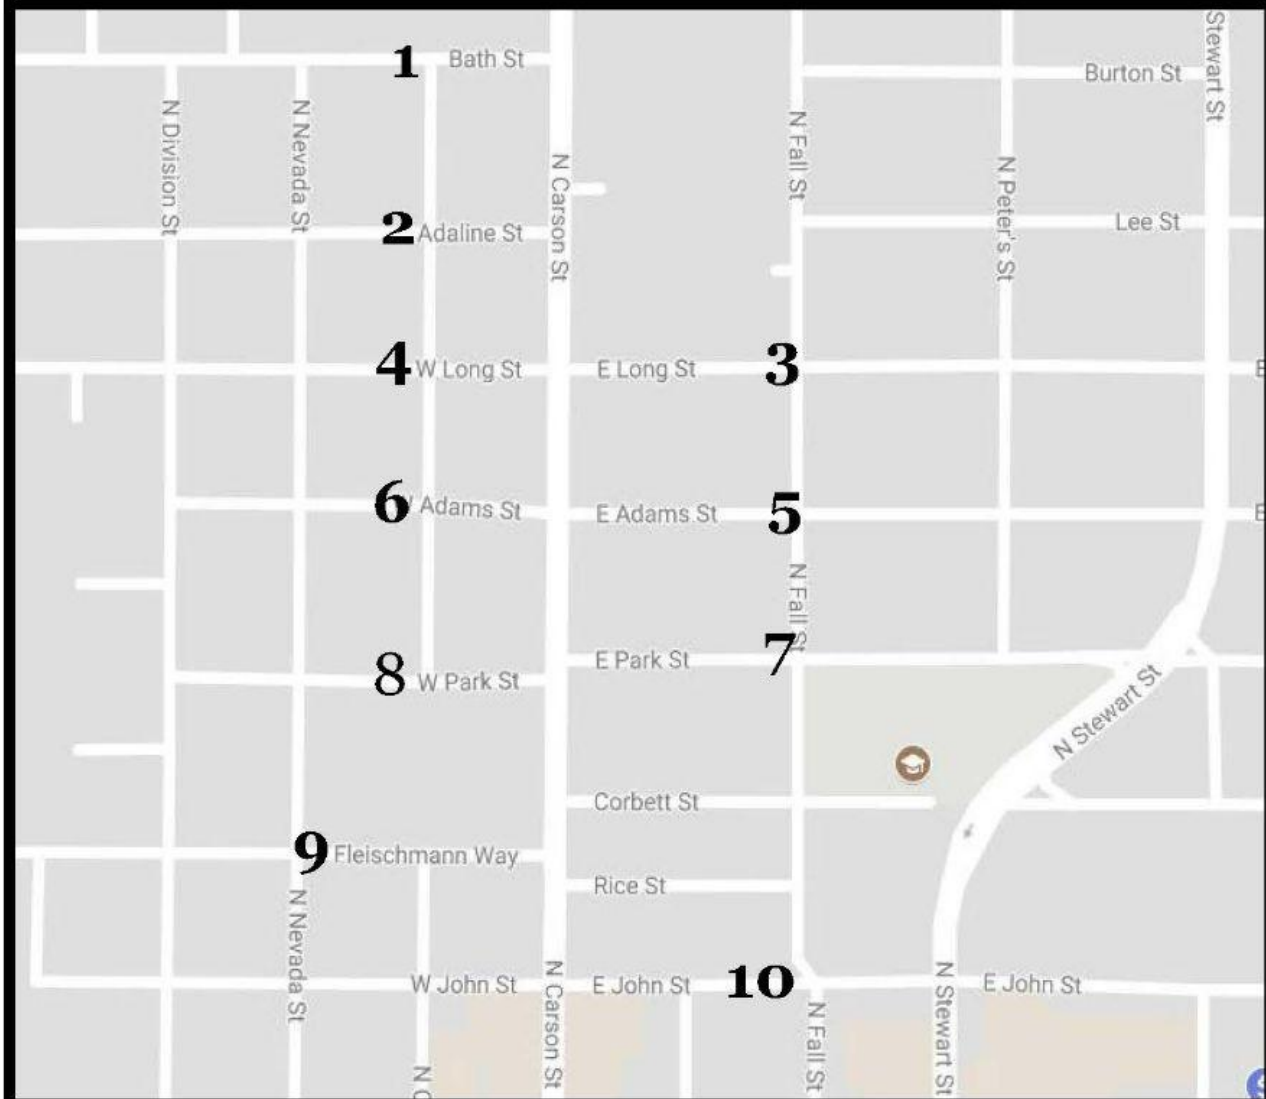 Stewart St
1
Bath St
Burton St
N Division St
N Nevada St
N Fall St
N Carson St
N Peter's St
2
Adaline St
Lee St
4
W Long St
E Long St
3
E
6
Adams St
E Adams St
5
E
N Fall St
7
E Park St
8
W Park St
N Stewart St
Corbett St
9
Fleischmann Way
Rice St
N Nevada St
W John St
N Carson St
E John St
10
N Fall St
N Stewart St
E John St
N C